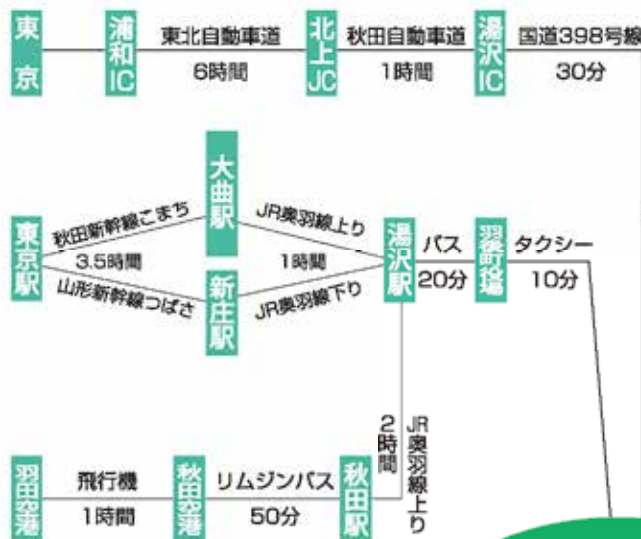 東京
浦和IC
東北自動車道
6時間
北上JC
秋田自動車道
1時間
湯沢IC
国道398号線
30分
東京駅
秋田新幹線こまち
3.5時間
山形新幹線つばさ
大曲駅
新庄駅
JR奥羽線上り
1時間
JR奥羽線下り
湯沢駅
バス
20分
羽後町役場
タクシー
10分
羽田空港
飛行機
1時間
秋田空港
リムジンバス
50分
秋田駅
2時間
JR奥羽線上り